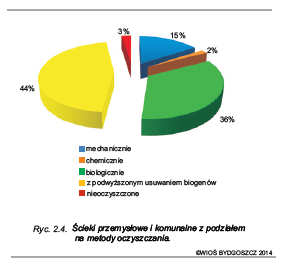 3%
15%
2%
44%
36%
mechanicznie
chemicznie
biologicznie
z podwyższonym usuwaniem biogenów
nieoczyszczone
Ryc. 2.4. Ścieki przemysłowe i komunalne z podziałem
na metody oczyszczania.
©WIOŚ BYDGOSZCZ 2014